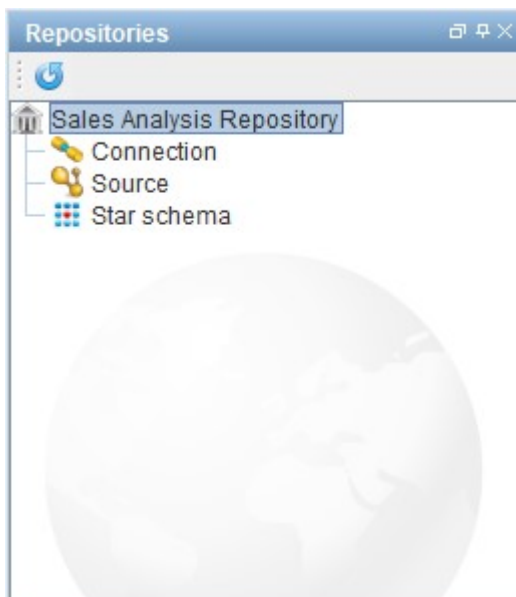 Repositories
Sales Analysis Repository
Connection
Source
Star schema